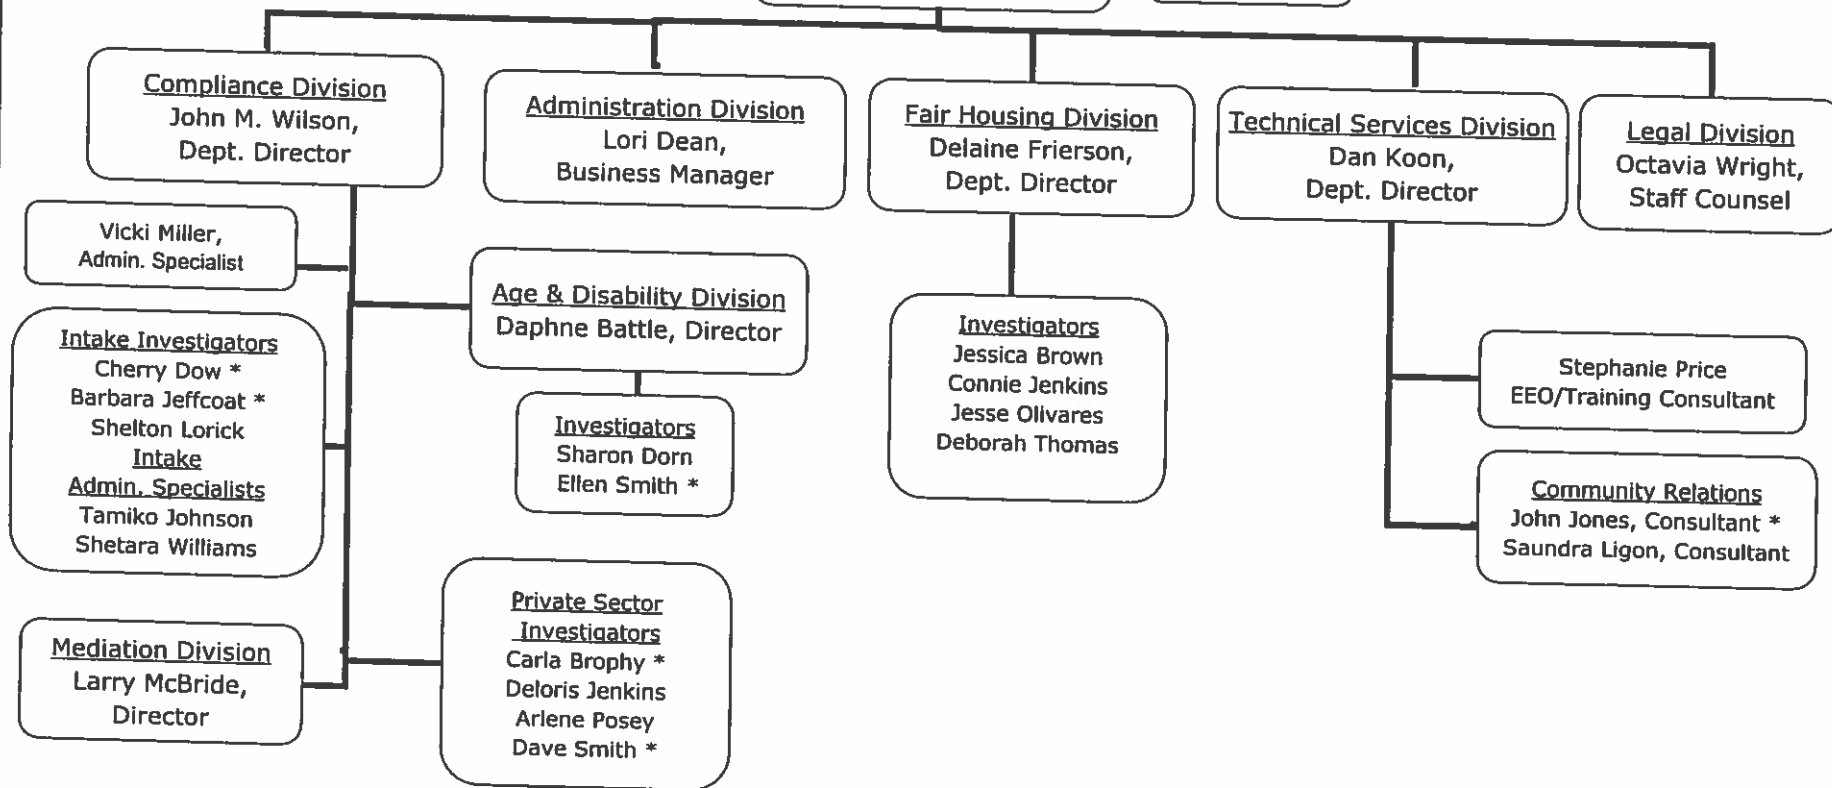 Compliance Division
John M. Wilson,
Dept. Director
Administration Division
Lori Dean,
Business Manager
Fair Housing Division
Delaine Frierson,
Dept. Director
Technical Services Division
Dan Koon,
Dept. Director
Legal Division
Octavia Wright,
Staff Counsel
Vicki Miller,
Admin. Specialist
Age & Disability Division
Daphne Battle, Director
Intake Investigators
Cherry Dow *
Barbara Jeffcoat *
Shelton Lorick
Intake
Admin. Specialists
Tamiko Johnson
Shetara Williams
Investigators
Sharon Dorn
Ellen Smith *
Investigators
Jessica Brown
Connie Jenkins
Jesse Olivares
Deborah Thomas
Stephanie Price
EEO/Training Consultant
Community Relations
John Jones, Consultant *
Saundra Ligon, Consultant
Mediation Division
Larry McBride,
Director
Private Sector
Investigators
Carla Brophy *
Deloris Jenkins
Arlene Posey
Dave Smith *